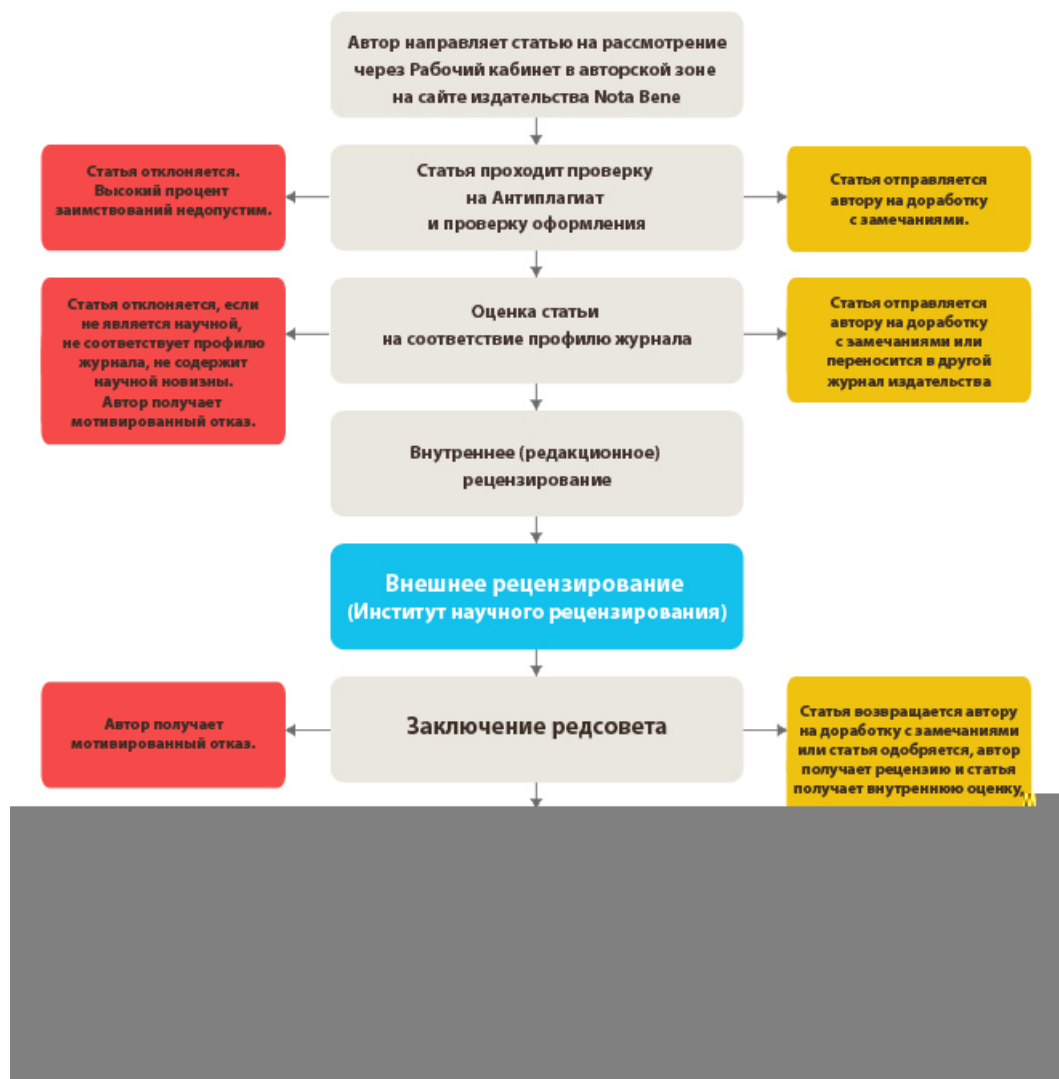 Автор направляет статью на рассмотрение
через Рабочий кабинет в авторской зоне
на сайте издательства Nota Bene
Статья отклоняется.
Высокий процент
заимствований недопустим.
Статья проходит проверку
на Антиплагиат
и проверку оформления
Статья отправляется
автору на доработку
с замечаниями.
Статья отклоняется, если
не является научной,
не соответствует профилю
журнала, не содержит
научной новизны.
Автор получает
мотивированный отказ.
Оценка статьи
на соответствие профилю журнала
Статья отправляется
автору на доработку
с замечаниями или
переносится в другой
журнал издательства
Внутреннее (редакционное)
рецензирование
Внешнее рецензирование
(Институт научного рецензирования)
Автор получает
мотивированный отказ.
Заключение редсовета
Статья возвращается автору
на доработку с замечаниями
или статья одобряется, автор
получает рецензию и статья
получает внутреннюю оценку,